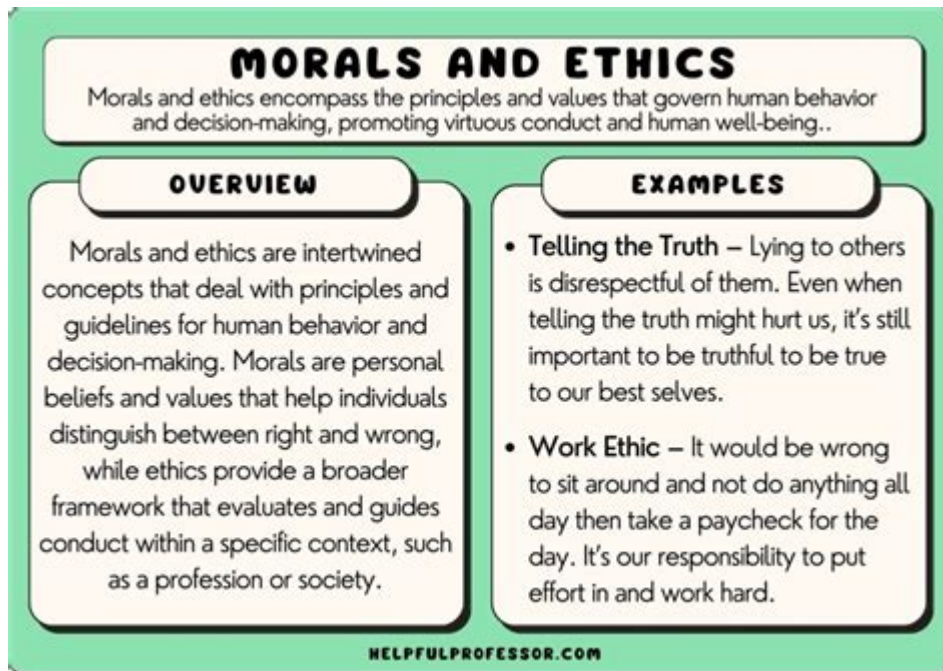 MORALS AND ETHICS
Morals and ethics encompass the principles and values that govern human behavior
and decision-making, promoting virtuous conduct and human well-being..
OVERVIEW
Morals and ethics are intertwined
concepts that deal with principles and
guidelines for human behavior and
decision-making. Morals are personal
beliefs and values that help individuals
distinguish between right and wrong,
while ethics provide a broader
framework that evaluates and guides
conduct within a specific context, such
as a profession or society.
EXAMPLES
• Telling the Truth – Lying to others
is disrespectful of them. Even when
telling the truth might hurt us, it's still
important to be truthful to be true
to our best selves.
• Work Ethic – It would be wrong
to sit around and not do anything all
day then take a paycheck for the
day. It's our responsibility to put
effort in and work hard.
HELPFULPROFESSOR.COM